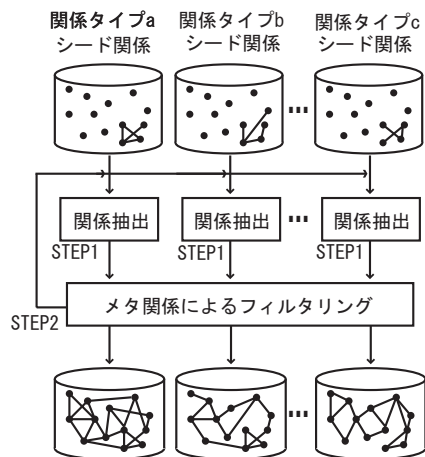 関係タイプa
シード関係
関係タイプb
シード関係
関係タイプc
シード関係
...
関係抽出
関係抽出
...
関係抽出
STEP1
STEP1
STEP1
メタ関係によるフィルタリング
STEP2
...